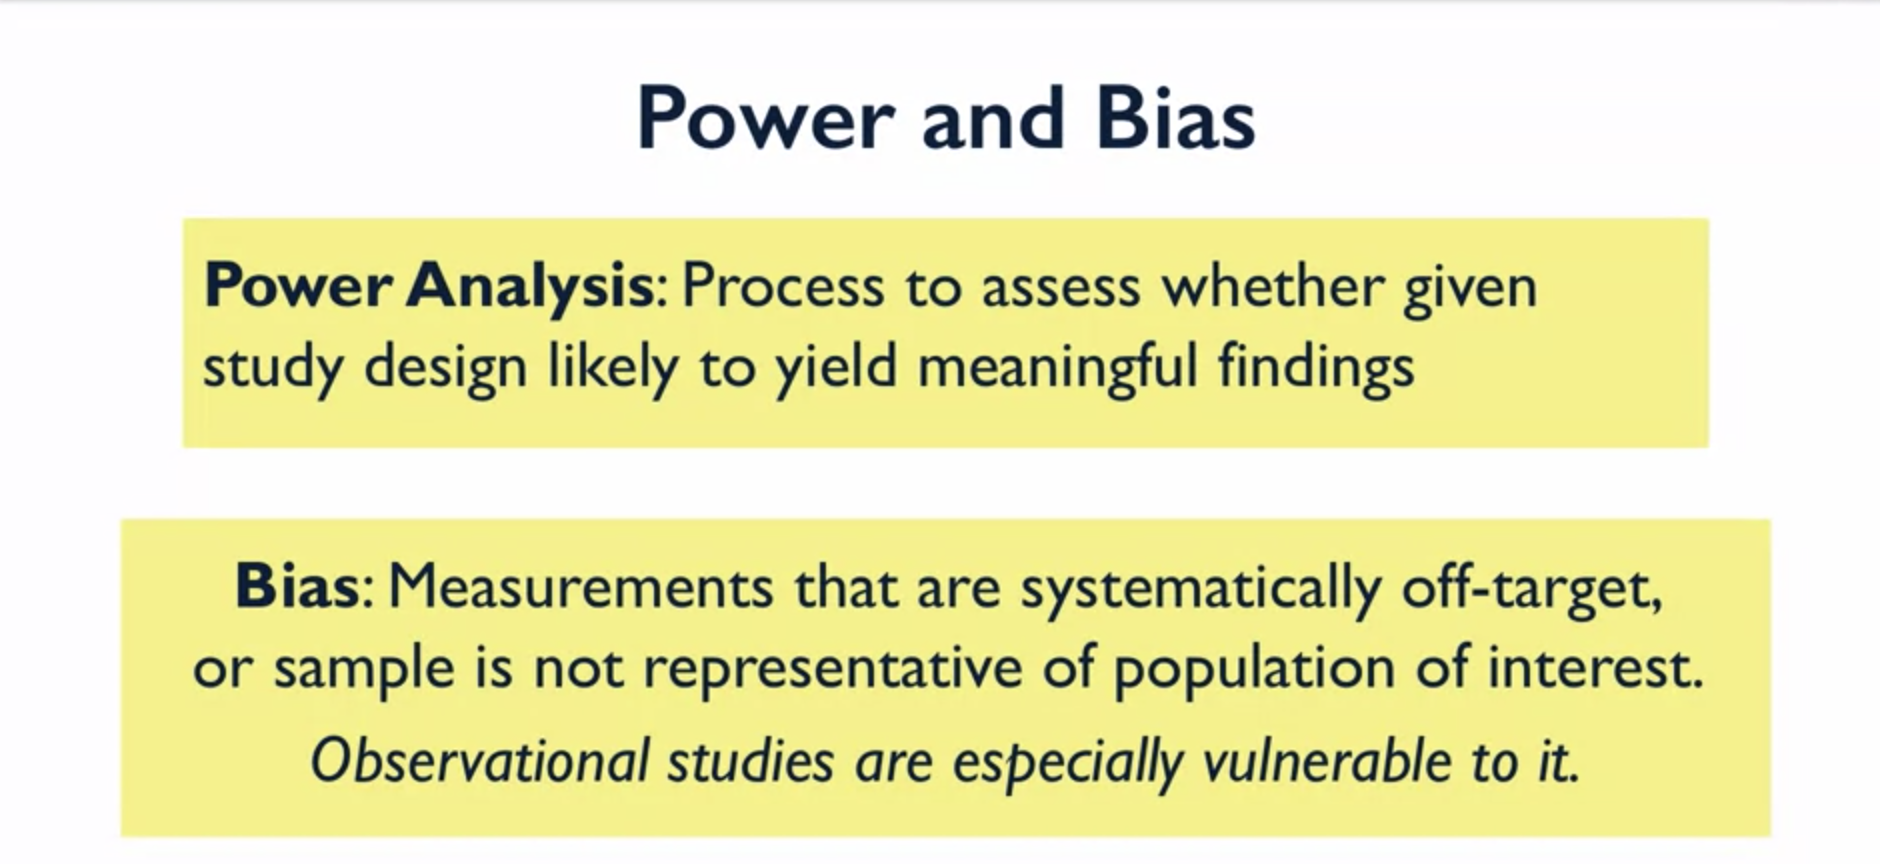 Power and Bias
Power Analysis: Process to assess whether given
study design likely to yield meaningful findings
Bias: Measurements that are systematically off-target,
or sample is not representative of population of interest.
Observational studies are especially vulnerable to it.